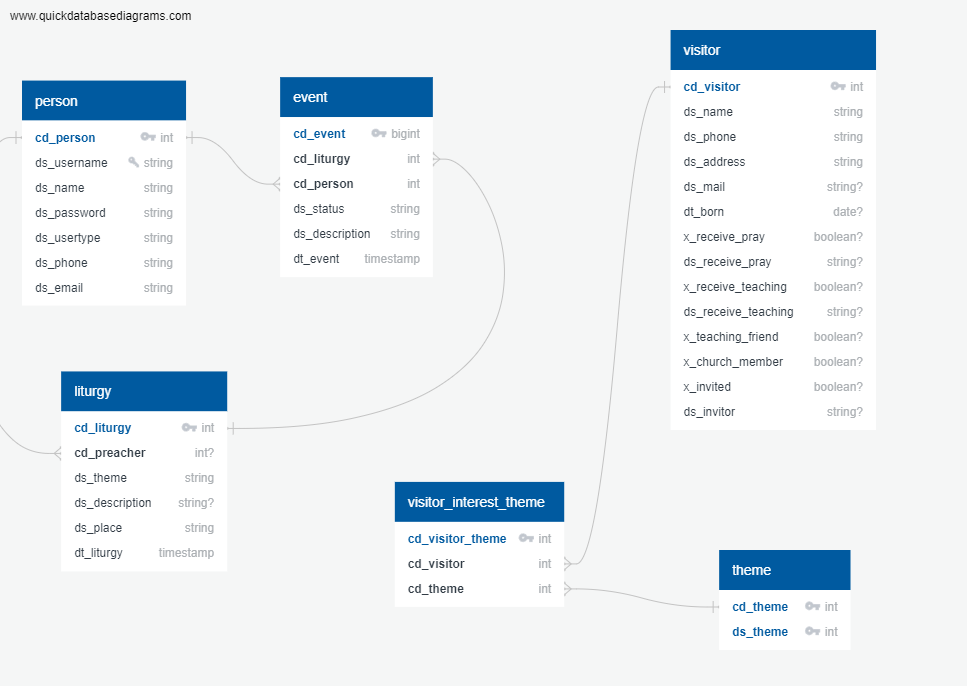 www.quickdatabasediagrams.com
person
cd_person int
ds_username string
ds_name string
ds_password string
ds_usertype string
ds_phone string
ds_email string
event
cd_event bigint
cd_liturgy int
cd_person int
ds_status string
ds_description string
dt_event timestamp
visitor
cd_visitor int
ds_name string
ds_phone string
ds_address string
ds_mail string?
dt_born date?
x_receive_pray boolean?
ds_receive_pray string?
x_receive_teaching boolean?
ds_receive_teaching string?
x_teaching_friend boolean?
x_church_member boolean?
x_invited boolean?
ds_invitor string?
liturgy
cd_liturgy int
cd_preacher int?
ds_theme string
ds_description string?
ds_place string
dt_liturgy timestamp
visitor_interest_theme
cd_visitor_theme int
cd_visitor int
cd_theme int
theme
cd_theme int
ds_theme int